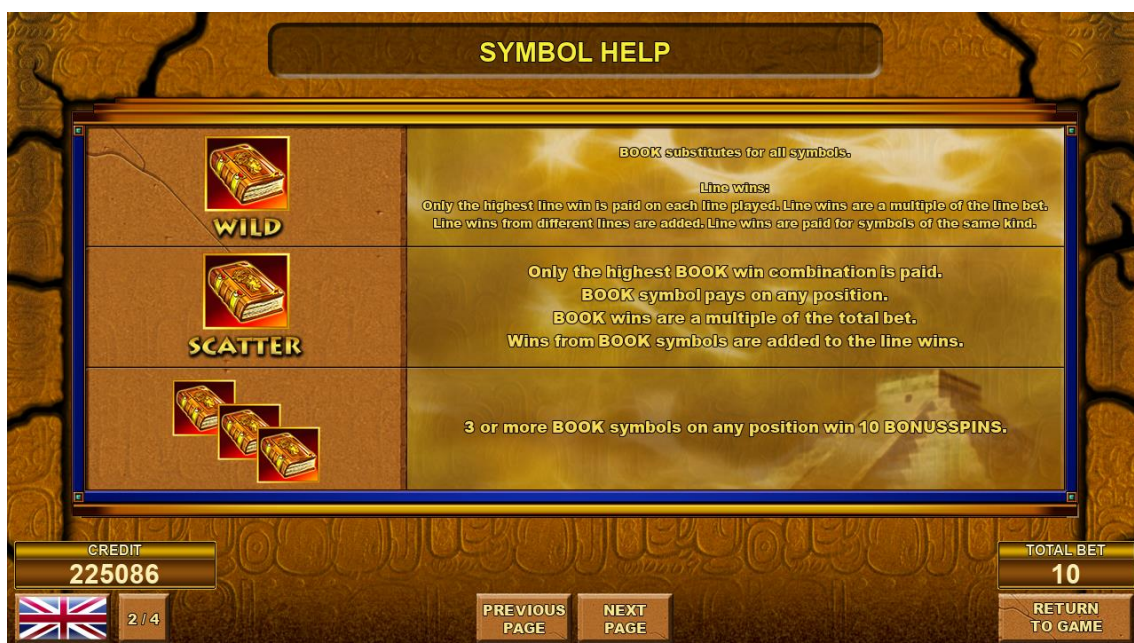 SYMBOL HELP
WILD
BOOK substitutes for all symbols.
Line wins:
Only the highest line win is paid on each line played. Line wins are a multiple of the line bet.
Line wins from different lines are added. Line wins are paid for symbols of the same kind.
SCATTER
Only the highest BOOK win combination is paid.
BOOK symbol pays on any position.
BOOK wins are a multiple of the total bet.
Wins from BOOK symbols are added to the line wins.
3 or more BOOK symbols on any position win 10 BONUSSPINS.
CREDIT
225086
TOTAL BET
10
2 / 4
PREVIOUS
PAGE
NEXT
PAGE
RETURN
TO GAME